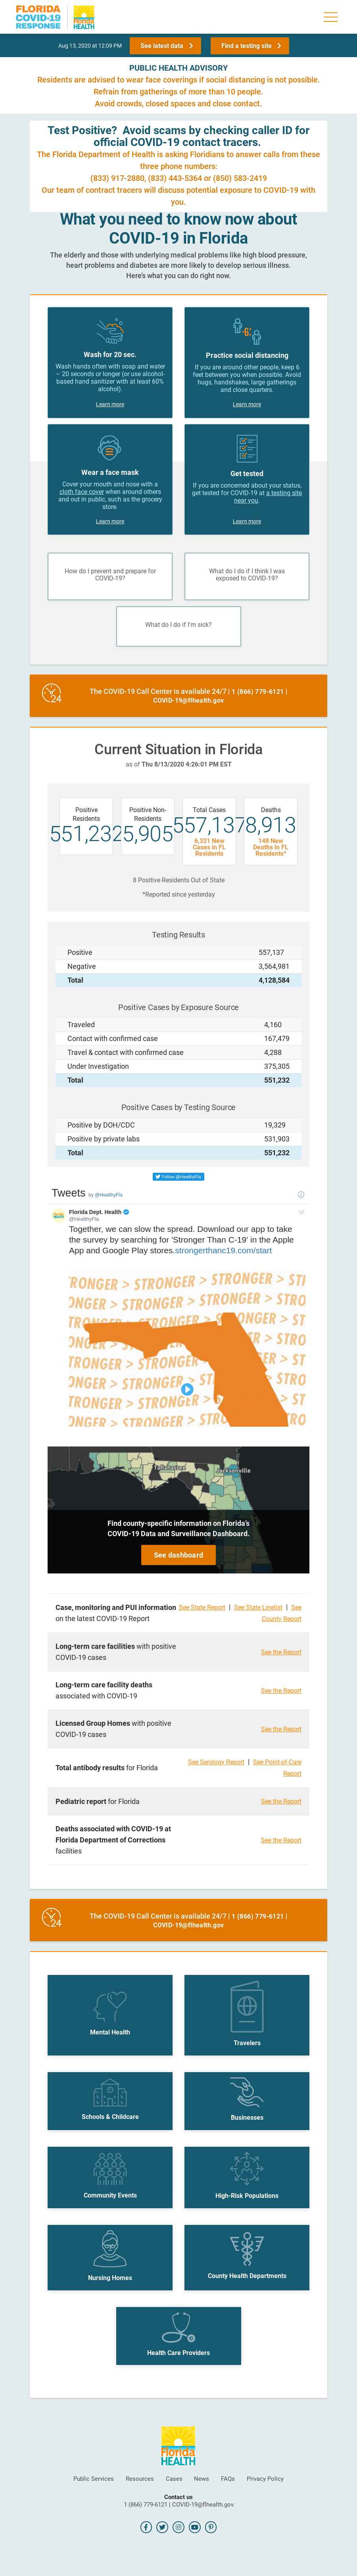 FLORIDA
COVID-19
RESPONSE
Florida
HEALTH
Aug 13, 2020 at 12:09 PM
See latest data
Find a testing site
PUBLIC HEALTH ADVISORY
Residents are advised to wear face coverings if social distancing is not possible.
Refrain from gatherings of more than 10 people.
Avoid crowds, closed spaces and close contact.
Test Positive? Avoid scams by checking caller ID for
official COVID-19 contact tracers.
The Florida Department of Health is asking Floridians to answer calls from these
three phone numbers:
(833) 917-2880, (833) 443-5364 or (850) 583-2419
Our team of contract tracers will discuss potential exposure to COVID-19 with
you.
What you need to know now about
COVID-19 in Florida
The elderly and those with underlying medical problems like high blood pressure,
heart problems and diabetes are more likely to develop serious illness.
Here's what you can do right now.
Wash for 20 sec.
Wash hands often with soap and water
– 20 seconds or longer (or use alcohol-
based hand sanitizer with at least 60%
alcohol).
Learn more
6'
Practice social distancing
If you are around other people, keep 6
feet between you when possible. Avoid
hugs, handshakes, large gatherings
and close quarters.
Learn more
Wear a face mask
Cover your mouth and nose with a
cloth face cover when around others
and out in public, such as the grocery
store.
Learn more
Get tested
If you are concerned about your status,
get tested for COVID-19 at a testing site
near you.
Learn more
How do I prevent and prepare for
COVID-19?
What do I do if I think I was
exposed to COVID-19?
What do I do if I'm sick?
24
The COVID-19 Call Center is available 24/7 | 1 (866) 779-6121 |
COVID-19@flhealth.gov
Current Situation in Florida
as of Thu 8/13/2020 4:26:01 PM EST
Positive
Residents
551,232
Positive Non-
Residents
5,905
Total Cases
557,137
6,331 New
Cases in FL
Residents
Deaths
8,913
148 New
Deaths in FL
Residents*
8 Positive Residents Out of State
*Reported since yesterday
Testing Results
Positive 557,137
Negative 3,564,981
Total 4,128,584
Positive Cases by Exposure Source
Traveled 4,160
Contact with confirmed case 167,479
Travel & contact with confirmed case 4,288
Under Investigation 375,305
Total 551,232
Positive Cases by Testing Source
Positive by DOH/CDC 19,329
Positive by private labs 531,903
Total 551,232
Follow @HealthyFla
Tweets by @HealthyFla
Florida Dept. Health
@HealthyFla
Together, we can slow the spread. Download our app to take
the survey by searching for 'Stronger Than C-19' in the Apple
App and Google Play stores.strongerthanc19.com/start
STRONGER STRONGER STRONGER
Tallahassee
Jacksonville
Find county-specific information on Florida's
COVID-19 Data and Surveillance Dashboard.
See dashboard
Case, monitoring and PUI information
on the latest COVID-19 Report
See State Report | See State Linelist | See
County Report
Long-term care facilities with positive
COVID-19 cases
See the Report
Long-term care facility deaths
associated with COVID-19
See the Report
Licensed Group Homes with positive
COVID-19 cases
See the Report
Total antibody results for Florida
See Serology Report | See Point-of-Care
Report
Pediatric report for Florida
See the Report
Deaths associated with COVID-19 at
Florida Department of Corrections
facilities
See the Report
24
The COVID-19 Call Center is available 24/7 | 1 (866) 779-6121 |
COVID-19@flhealth.gov
Mental Health
Travelers
Schools & Childcare
Businesses
Community Events
High-Risk Populations
Nursing Homes
County Health Departments
Health Care Providers
Florida
HEALTH
Public Services Resources Cases News FAQs Privacy Policy
Contact us
1 (866) 779-6121 | COVID-19@flhealth.gov